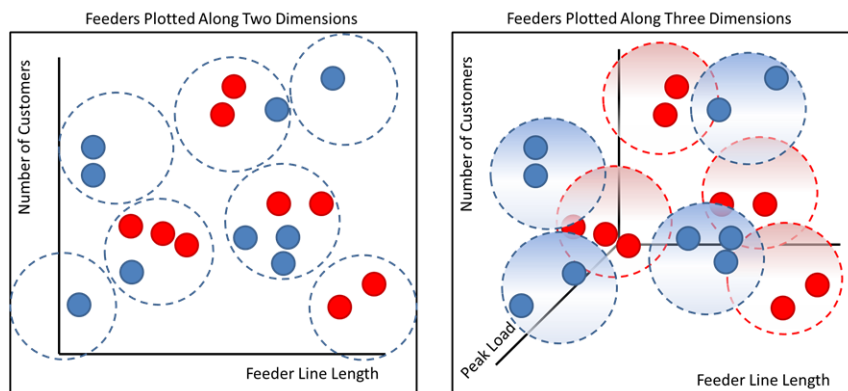 Feeders Plotted Along Two Dimensions
Number of Customers
Feeder Line Length
Feeders Plotted Along Three Dimensions
Number of Customers
Peak Load
Feeder Line Length